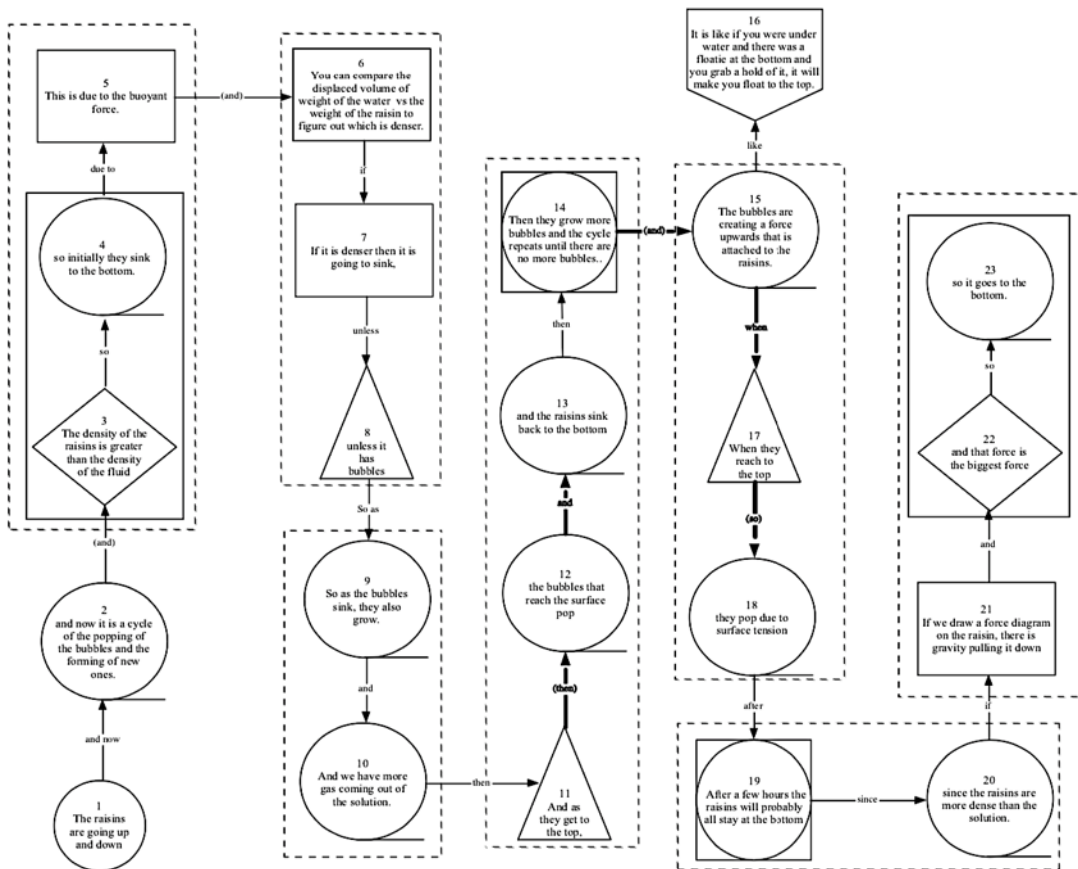 1
The raisins
are going up
and down
and now
2
and now it is a cycle
of the popping of
the bubbles and the
forming of new
ones.
(and)
3
The density of the
raisins is greater
than the density
of the fluid
so
4
so initially they sink
to the bottom.
due to
5
This is due to the buoyant
force.
(and)
6
You can compare the
displaced volume of
weight of the water vs the
weight of the raisin to
figure out which is denser.
if
7
If it is denser then it is
going to sink,
unless
8
unless it
has
bubbles
So as
9
So as the bubbles
sink, they also
grow.
and
10
And we have more
gas coming out of
the solution.
then
11
And as
they get to
the top,
(then)
12
the bubbles that
reach the surface
pop
and
13
and the raisins sink
back to the bottom
then
14
Then they grow more
bubbles and the cycle
repeats until there are
no more bubbles..
(and)
15
The bubbles are
creating a force
upwards that is
attached to the
raisins.
like
16
It is like if you were under
water and there was a
floatie at the bottom and
you grab a hold of it, it will
make you float to the top.
when
17
When they
reach to
the top
(so)
18
they pop due to
surface tension
after
19
After a few hours the
raisins will probably
all stay at the bottom
since
20
since the raisins are
more dense than the
solution.
if
21
If we draw a force diagram
on the raisin, there is
gravity pulling it down
and
22
and that force is
the biggest force
so
23
so it goes to the
bottom.